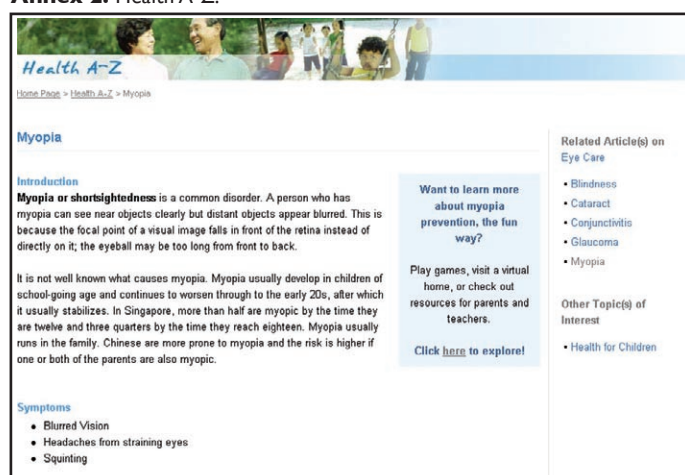 Annex 2. Health A-Z.
Health A-Z
Home Page > Health A-Z > Myopia
Myopia
Introduction
Myopia or shortsightedness is a common disorder. A person who has
myopia can see near objects clearly but distant objects appear blurred. This is
because the focal point of a visual image falls in front of the retina instead of
directly on it; the eyeball may be too long from front to back.
It is not well known what causes myopia. Myopia usually develop in children of
school-going age and continues to worsen through to the early 20s, after which
it usually stabilizes. In Singapore, more than half are myopic by the time they
are twelve and three quarters by the time they reach eighteen. Myopia usually
runs in the family. Chinese are more prone to myopia and the risk is higher if
one or both of the parents are also myopic.
Symptoms
• Blurred Vision
• Headaches from straining eyes
• Squinting
Want to learn more
about myopia
prevention, the fun
way?
Play games, visit a virtual
home, or check out
resources for parents and
teachers.
Click here to explore!
Related Article(s) on
Eye Care
• Blindness
• Cataract
• Conjunctivitis
• Glaucoma
• Myopia
Other Topic(s) of
Interest
• Health for Children